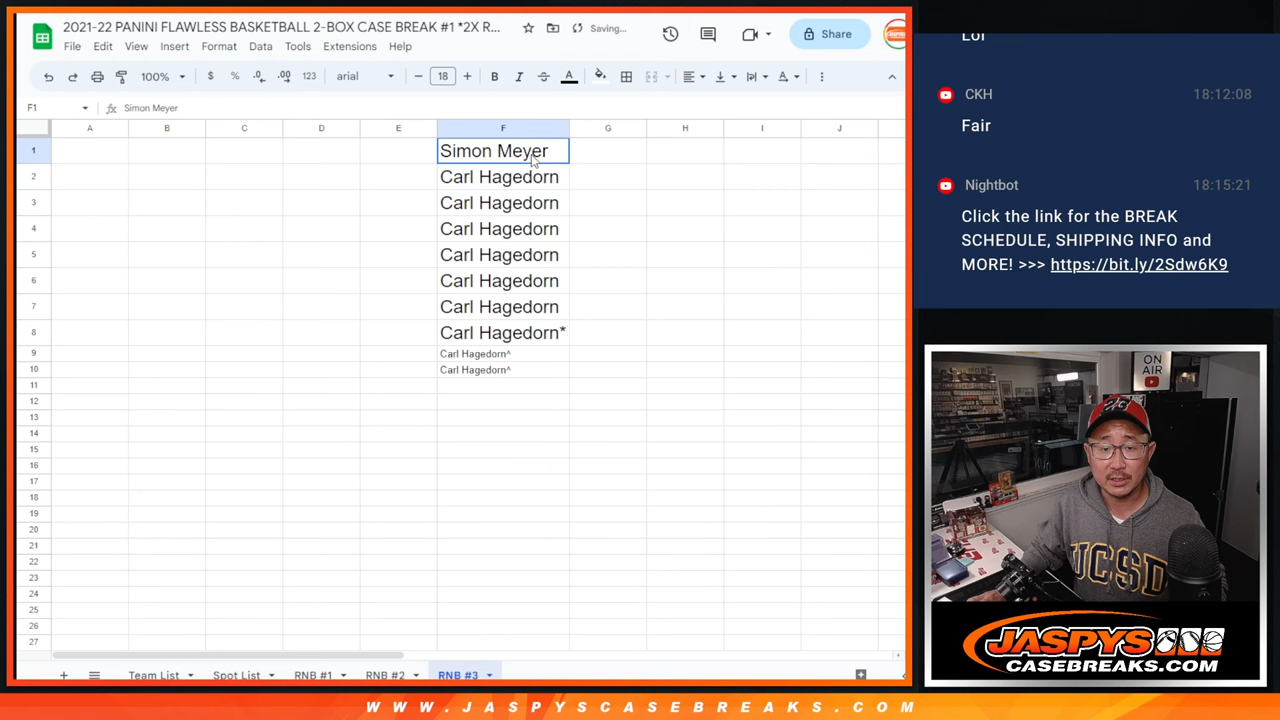 2021-22 PANINI FLAWLESS BASKETBALL 2-BOX CASE BREAK #1 *2X R...
Saving...
File Edit View Insert Format Data Tools Extensions Help
Share
100% $ % .0 .00 123 arial 18 B I S A
F1 fx Simon Meyer
A B C D E F G H I J
1 Simon Meyer
2 Carl Hagedorn
3 Carl Hagedorn
4 Carl Hagedorn
5 Carl Hagedorn
6 Carl Hagedorn
7 Carl Hagedorn
8 Carl Hagedorn*
9 Carl Hagedorn^
10 Carl Hagedorn^
11
12
13
14
15
16
17
18
19
20
21
22
23
24
25
26
27
Team List Spot List RNB #1 RNB #2 RNB #3
Lol
CKH 18:12:08
Fair
Nightbot 18:15:21
Click the link for the BREAK
SCHEDULE, SHIPPING INFO and
MORE! >>> https://bit.ly/2Sdw6K9
ON
AIR
UCSD
JASPYS
CASEBREAKS.COM
WWW.JASPYSCASEBREAKS.COM